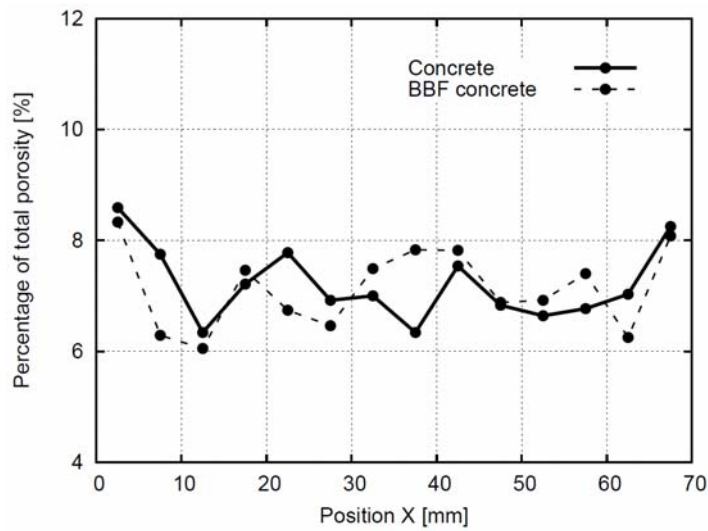 12
10
8
6
4
0 10 20 30 40 50 60 70
Percentage of total porosity [%]
Position X [mm]
Concrete
BBF concrete